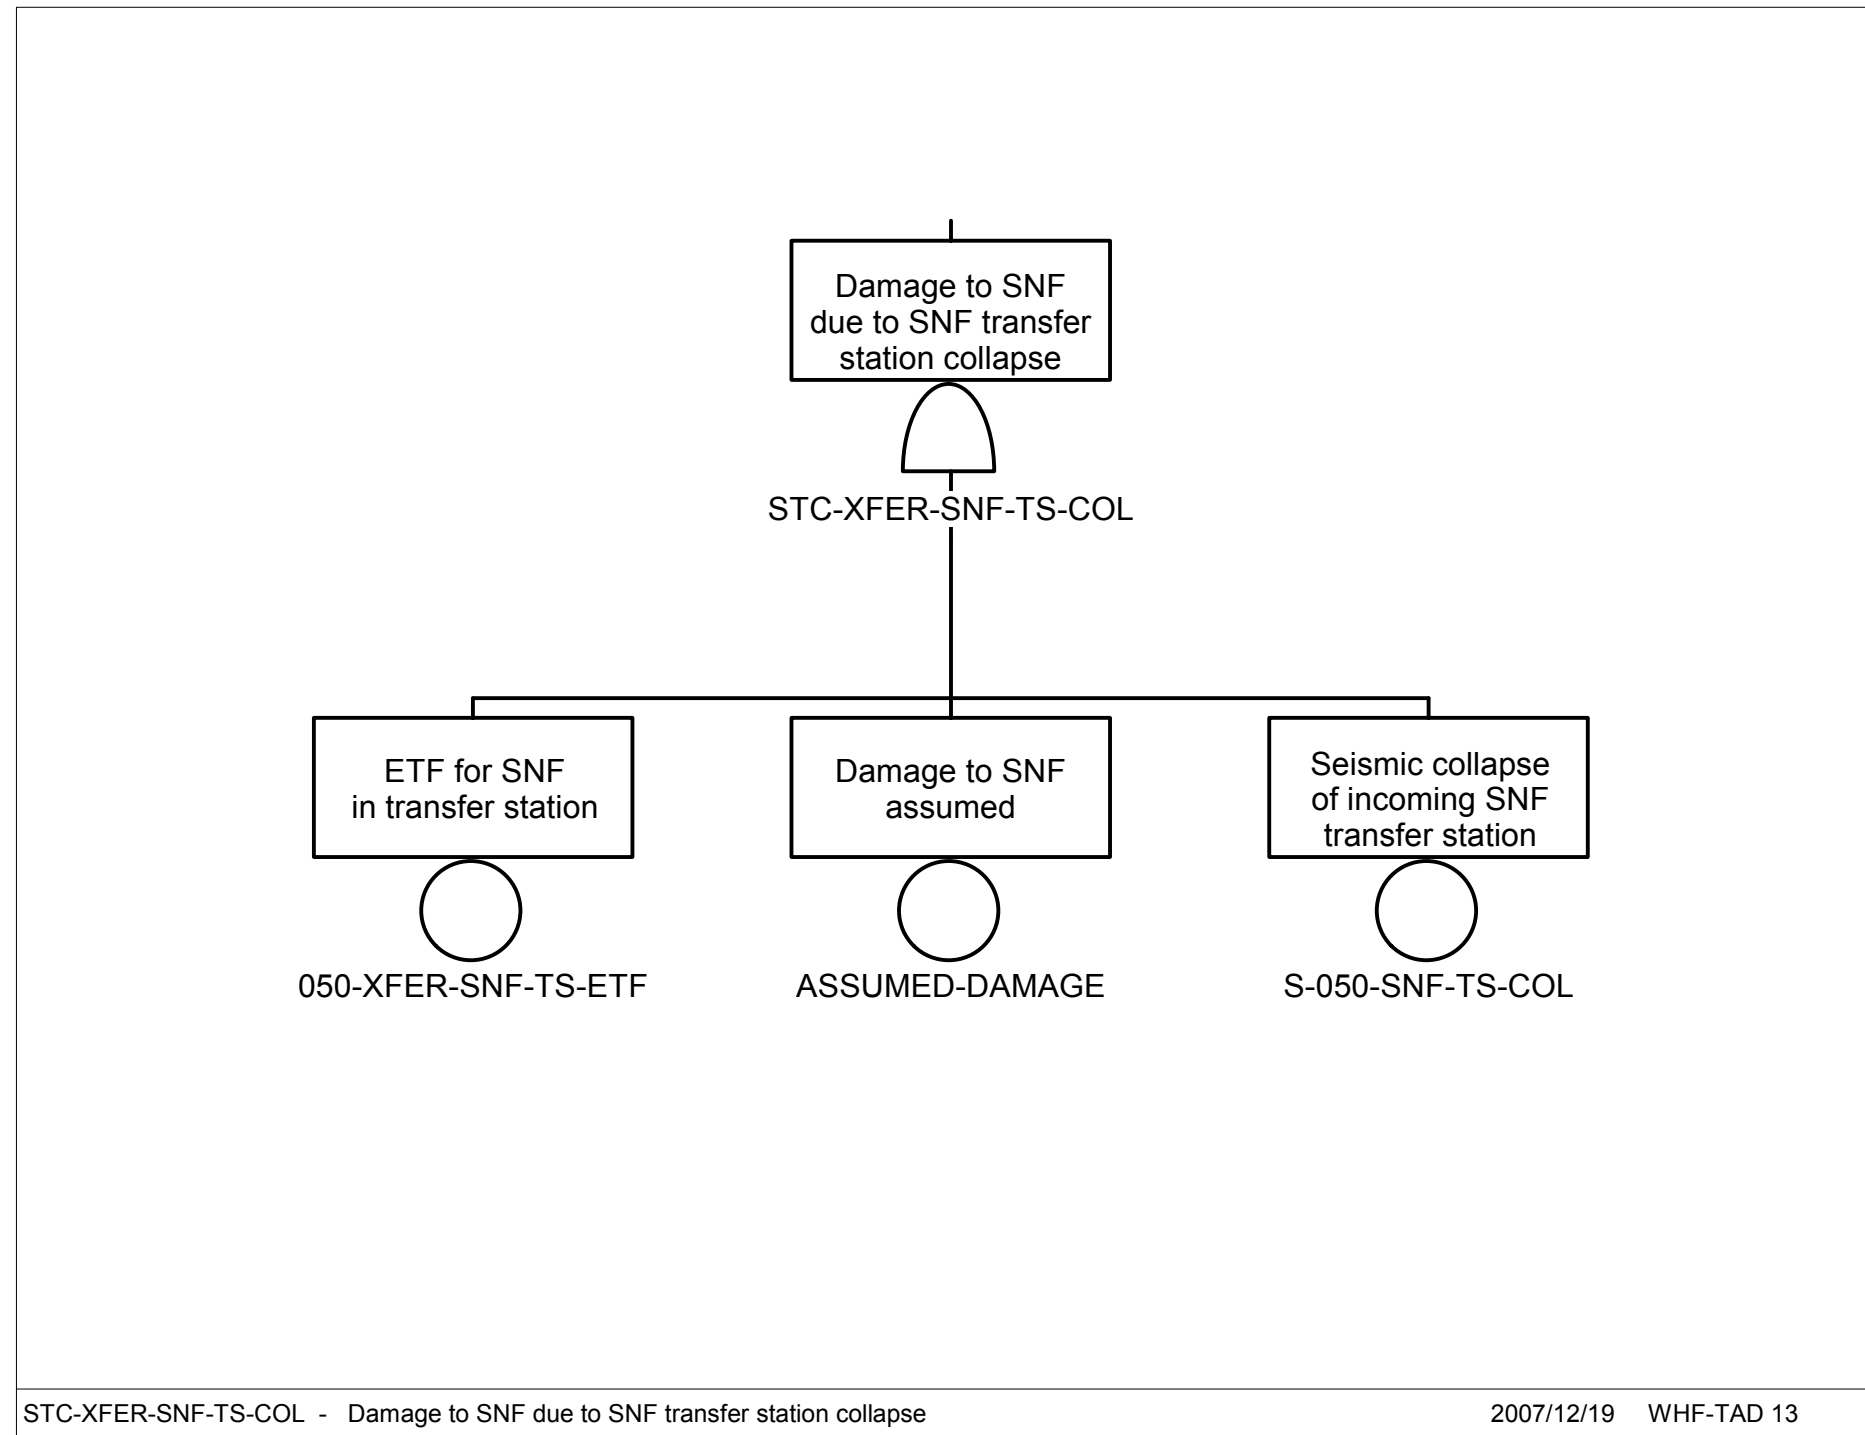 Damage to SNF
due to SNF transfer
station collapse
STC-XFER-SNF-TS-COL
ETF for SNF
in transfer station
050-XFER-SNF-TS-ETF
Damage to SNF
assumed
ASSUMED-DAMAGE
Seismic collapse
of incoming SNF
transfer station
S-050-SNF-TS-COL
STC-XFER-SNF-TS-COL - Damage to SNF due to SNF transfer station collapse 2007/12/19 WHF-TAD 13